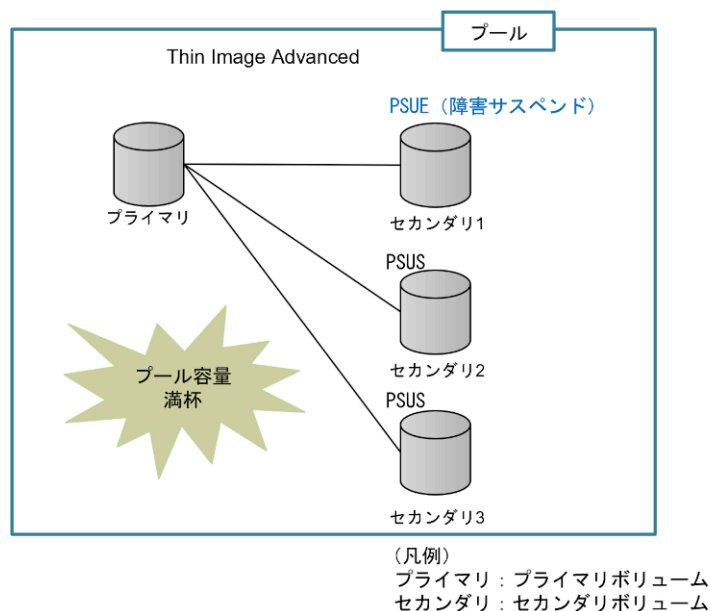 プール
Thin Image Advanced
PSUE（障害サスペンド）
プライマリ
セカンダリ1
PSUS
セカンダリ2
プール容量
満杯
PSUS
セカンダリ3
（凡例）
プライマリ：プライマリボリューム
セカンダリ：セカンダリボリューム